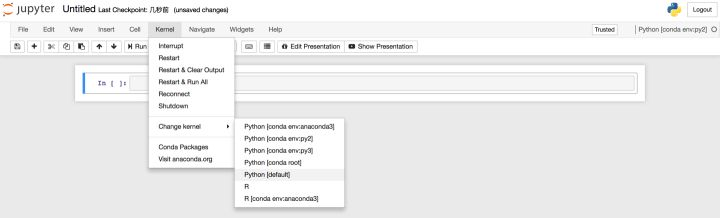 jupyter Untitled Last Checkpoint: 几秒前 (unsaved changes) Logout
File Edit View Insert Cell Kernel Navigate Widgets Help Trusted Python [conda env:py2]
Run Edit Presentation Show Presentation
Interrupt
Restart
Restart & Clear Output
Restart & Run All
Reconnect
Shutdown
Change kernel
Conda Packages
Visit anaconda.org
In [ ]:
Python [conda env:anaconda3]
Python [conda env:py2]
Python [conda env:py3]
Python [conda root]
Python [default]
R
R [conda env:anaconda3]